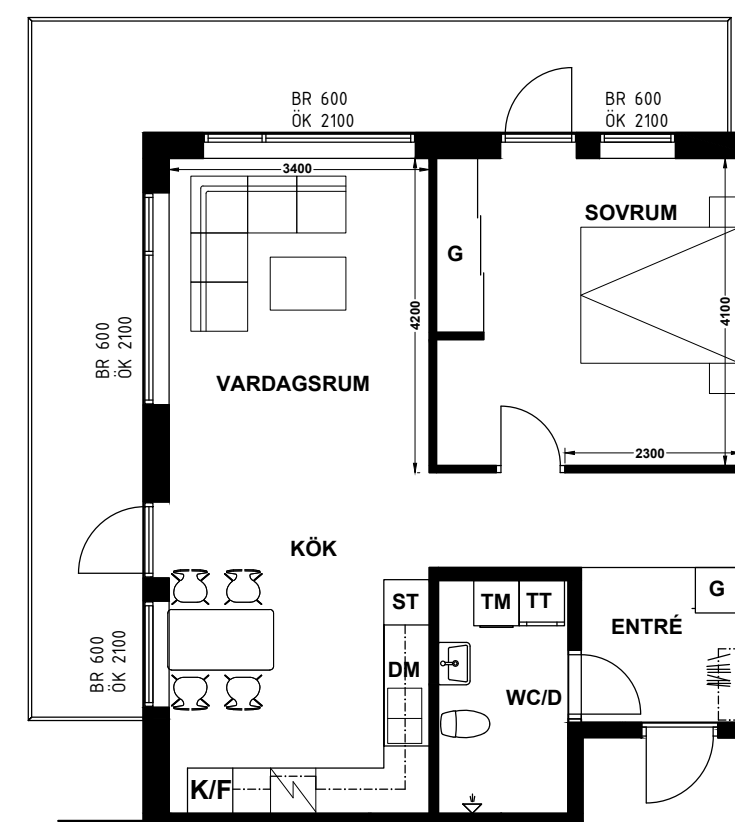 BR 600
ÖK 2100
BR 600
ÖK 2100
3400
SOVRUM
G
4200
4100
BR 600
ÖK 2100
VARDAGSRUM
2300
KÖK
ST
TM
TT
G
ENTRÉ
BR 600
ÖK 2100
DM
WC/D
K/F